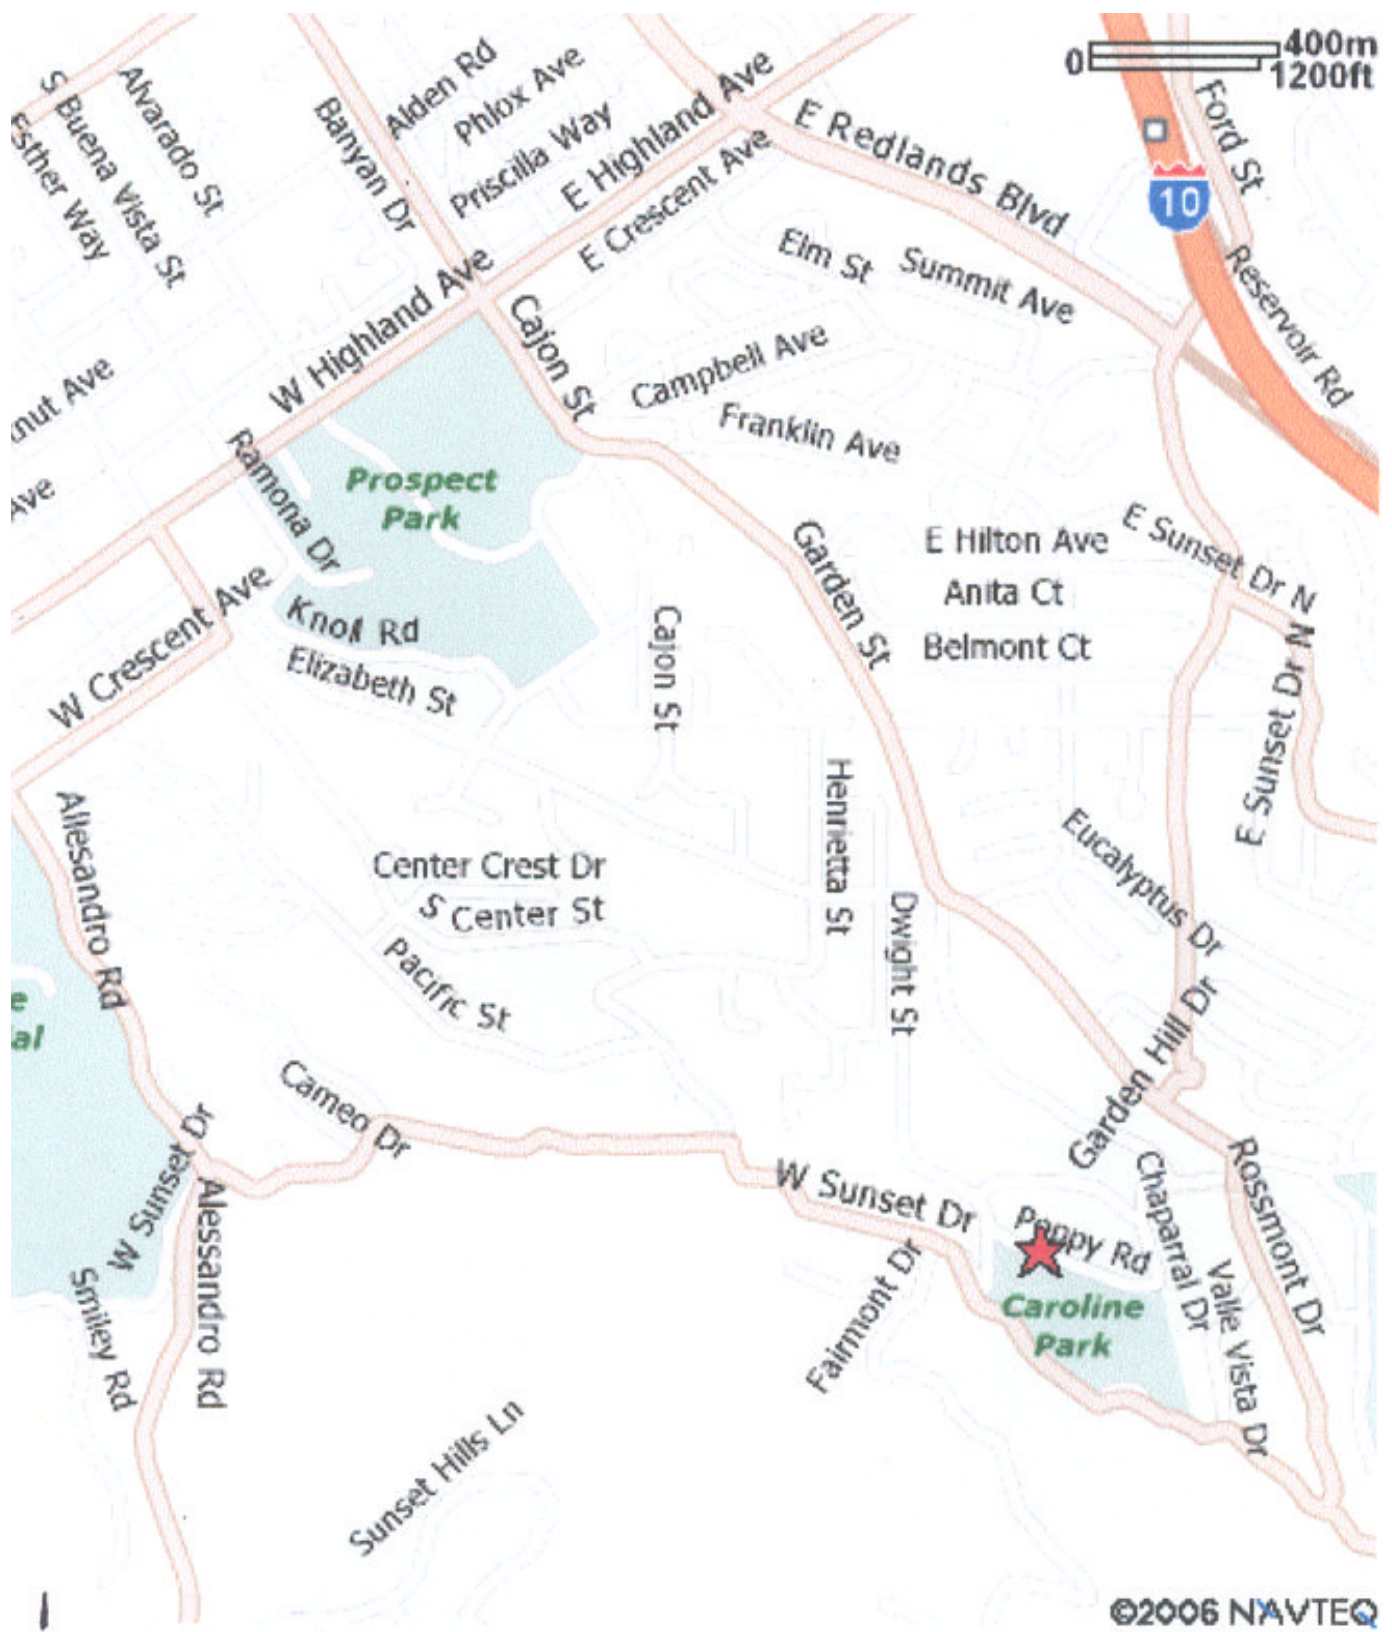 400m
0
1200ft
S Buena Vista St
Alvarado St
Esther Way
Banyan Dr
Alden Rd
Phlox Ave
Priscilla Way
E Highland Ave
E Crescent Ave
E Redlands Blvd
Ford St
10
Reservoir Rd
Elm St
Summit Ave
W Highland Ave
Cajon St
Campbell Ave
Franklin Ave
nut Ave
Ave
Ramona Dr
Prospect
Park
Garden St
E Hilton Ave
Anita Ct
Belmont Ct
E Sunset Dr N
E Sunset Dr N
W Crescent Ave
Knoll Rd
Elizabeth St
Cajon St
Henrietta St
Dwight St
Eucalyptus Dr
Allesandro Rd
Center Crest Dr
S Center St
Pacific St
e
al
Cameo Dr
W Sunset Dr
Garden Hill Dr
W Sunset Dr
Poppy Rd
Chaparral Dr
Rossmont Dr
Valle Vista Dr
Caroline
Park
Fairmont Dr
Alessandro Rd
Smiley Rd
Sunset Hills Ln
©2006 NAVTEQ